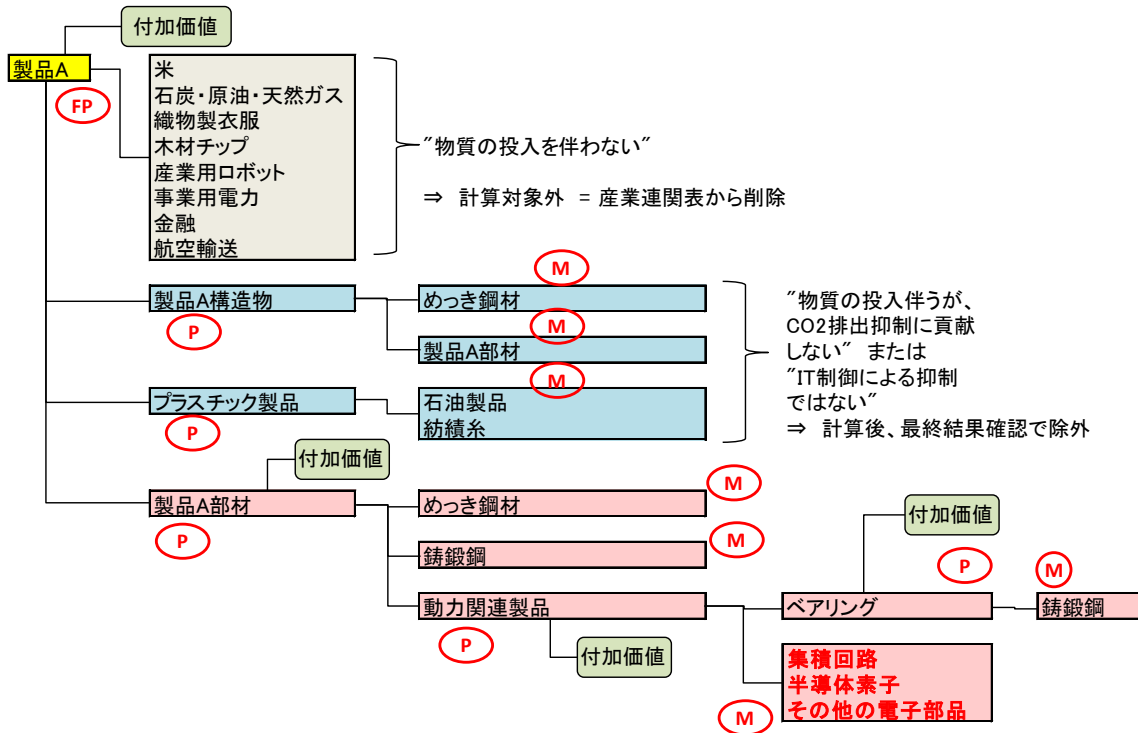 付加価値
製品A
FP
米
石炭・原油・天然ガス
織物製衣服
木材チップ
産業用ロボット
事業用電力
金融
航空輸送
”物質の投入を伴わない”
⇒ 計算対象外 = 産業連関表から削除
製品A構造物
P
M
めっき鋼材
M
製品A部材
プラスチック製品
P
M
石油製品
紡績糸
”物質の投入伴うが、
CO2排出抑制に貢献
しない” または
”IT制御による抑制
ではない”
⇒ 計算後、最終結果確認で除外
付加価値
製品A部材
P
めっき鋼材
M
鋳鍛鋼
M
動力関連製品
P
付加価値
付加価値
ベアリング
P
M
鋳鍛鋼
集積回路
半導体素子
その他の電子部品
M